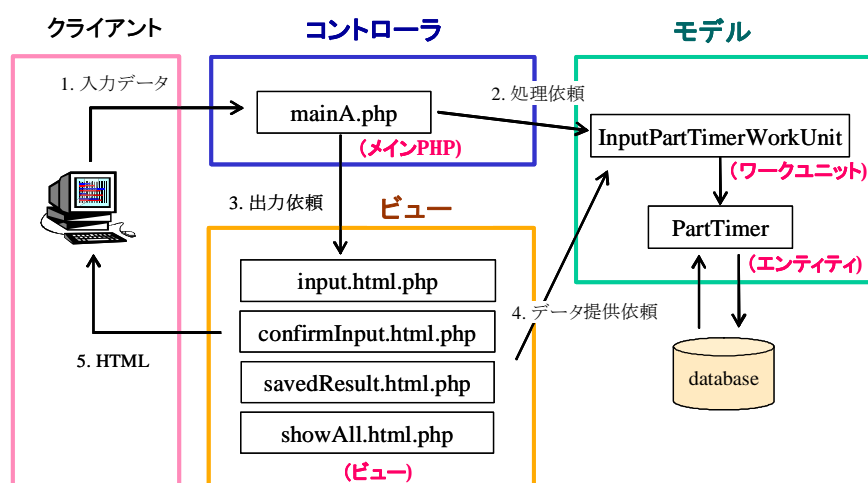 クライアント
コントローラ
モデル
1. 入力データ
2. 処理依頼
mainA.php
(メインPHP)
InputPartTimerWorkUnit
(ワークユニット)
3. 出力依頼
ビュー
PartTimer
(エンティティ)
input.html.php
4. データ提供依頼
confirmInput.html.php
5. HTML
savedResult.html.php
database
showAll.html.php
(ビュー)